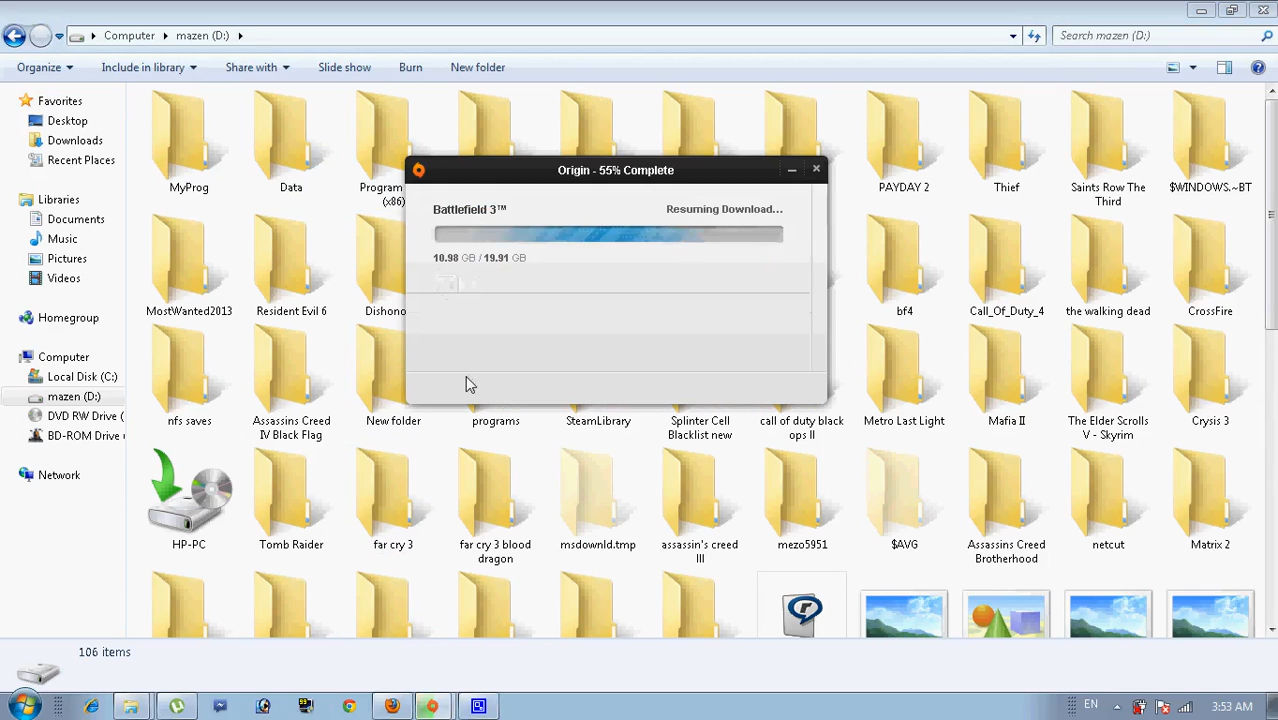 Computer
mazen (D:)
Search mazen (D:)
Organize
Include in library
Share with
Slide show
Burn
New folder
Favorites
Desktop
Downloads
Recent Places
Libraries
Documents
Music
Pictures
Videos
Homegroup
Computer
Local Disk (C:)
mazen (D:)
DVD RW Drive (
BD-ROM Drive
Network
MyProg
Data
Program
(x86)
PAYDAY 2
Thief
Saints Row The
Third
$WINDOWS.~BT
Origin - 55% Complete
Battlefield 3™
Resuming Download...
10.98 GB / 19.91 GB
MostWanted2013
Resident Evil 6
Dishono
bf4
Call_Of_Duty_4
the walking dead
CrossFire
nfs saves
Assassins Creed
IV Black Flag
New folder
programs
SteamLibrary
Splinter Cell
Blacklist new
call of duty black
ops II
Metro Last Light
Mafia II
The Elder Scrolls
V - Skyrim
Crysis 3
HP-PC
Tomb Raider
far cry 3
far cry 3 blood
dragon
msdownld.tmp
assassin's creed
III
mezo5951
$AVG
Assassins Creed
Brotherhood
netcut
Matrix 2
106 items
EN
3:53 AM